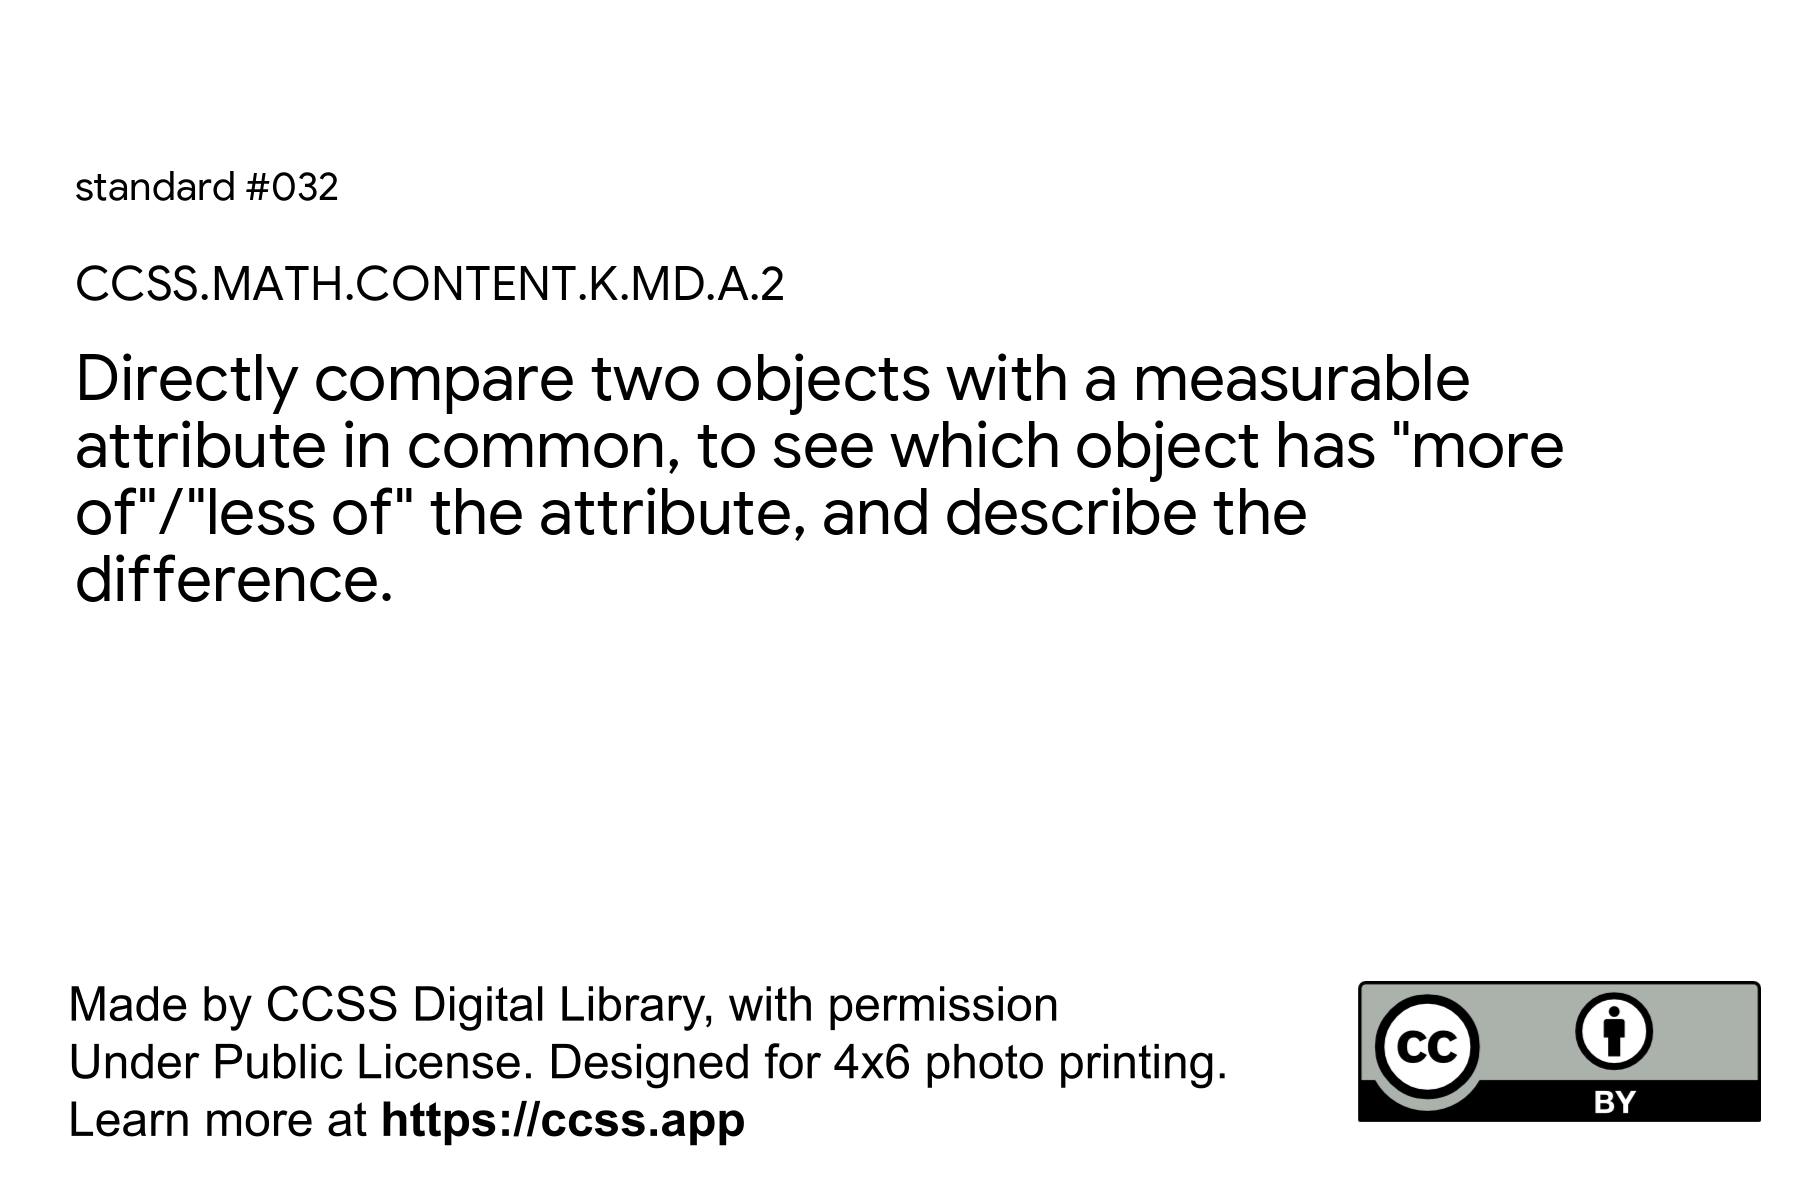 standard #032
CCSS.MATH.CONTENT.K.MD.A.2
Directly compare two objects with a measurable
attribute in common, to see which object has "more
of"/"less of" the attribute, and describe the
difference.
Made by CCSS Digital Library, with permission
Under Public License. Designed for 4x6 photo printing.
Learn more at https://ccss.app
CC
BY